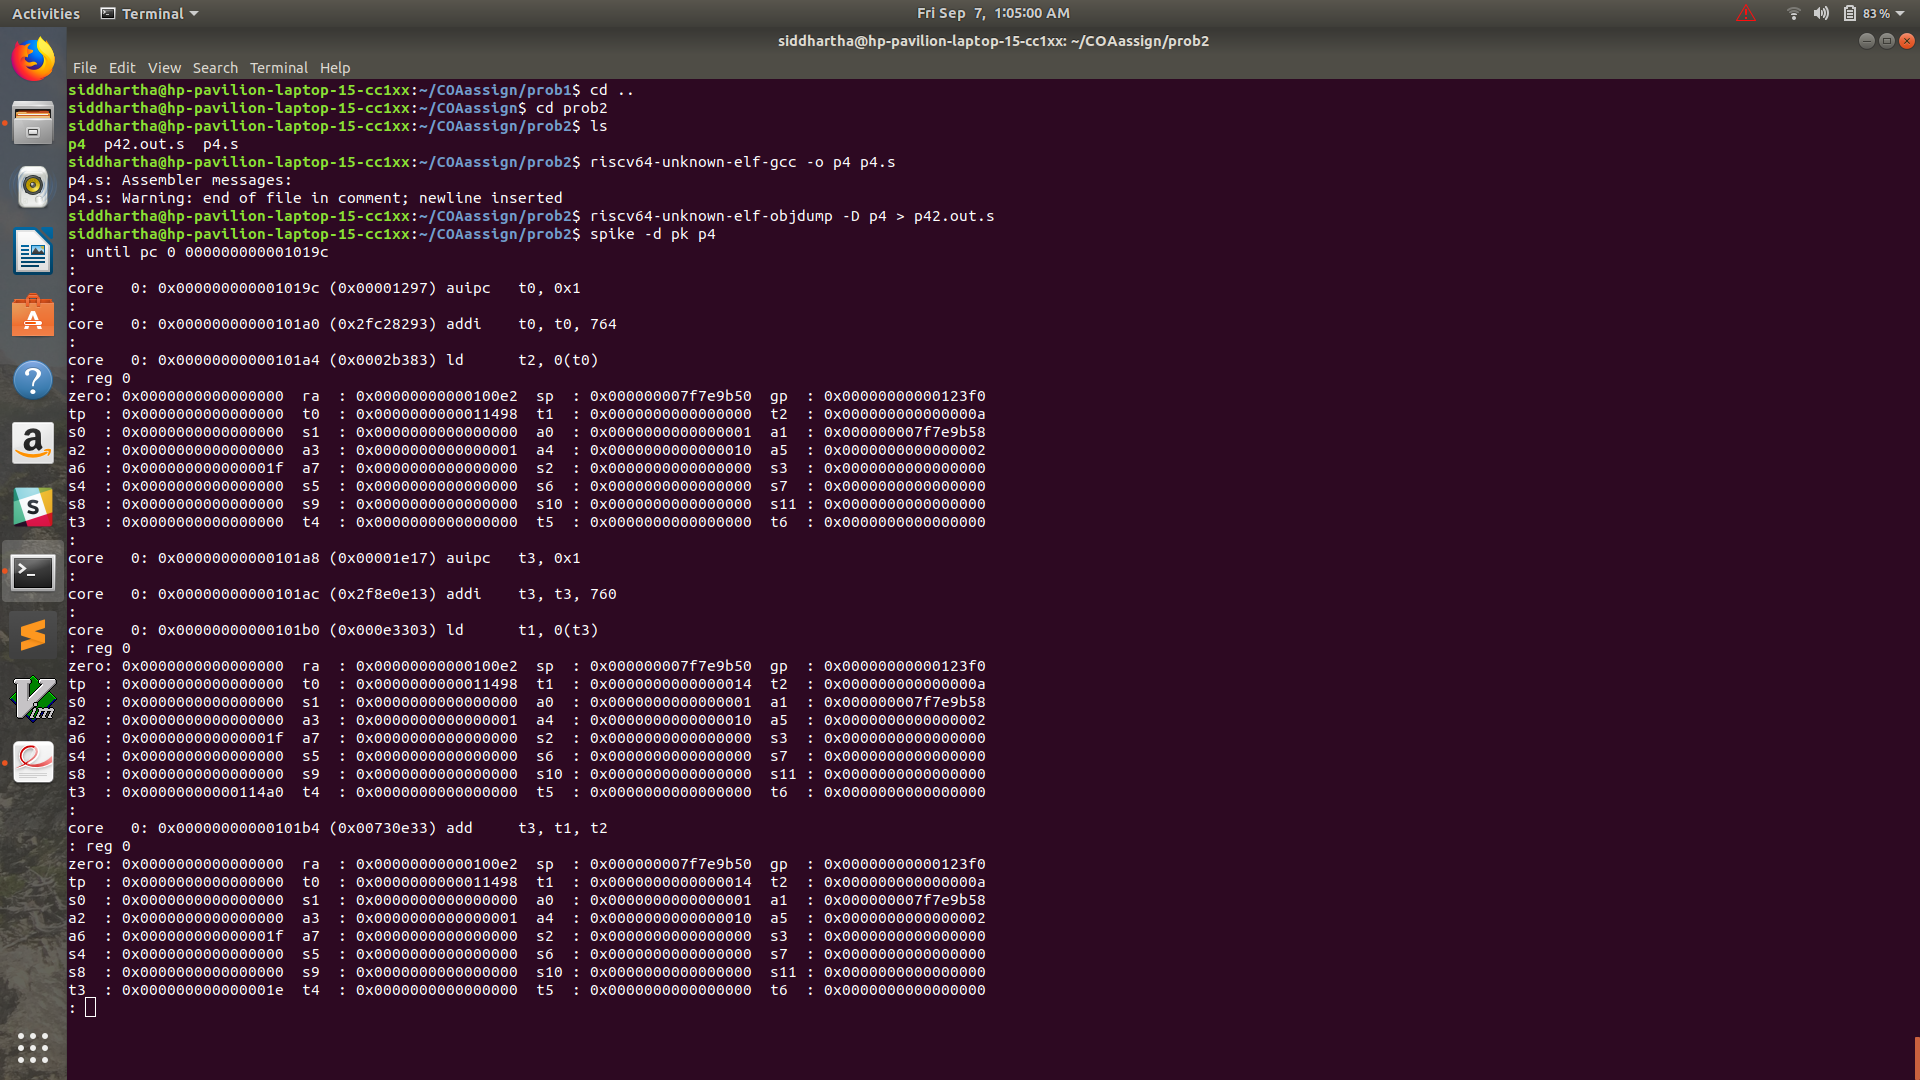 Activities Terminal Fri Sep 7, 1:05:00 AM 83 %
siddhartha@hp-pavilion-laptop-15-cc1xx: ~/COAassign/prob2
File Edit View Search Terminal Help
siddhartha@hp-pavilion-laptop-15-cc1xx:~/COAassign/prob1$ cd ..
siddhartha@hp-pavilion-laptop-15-cc1xx:~/COAassign$ cd prob2
siddhartha@hp-pavilion-laptop-15-cc1xx:~/COAassign/prob2$ ls
p4  p42.out.s  p4.s
siddhartha@hp-pavilion-laptop-15-cc1xx:~/COAassign/prob2$ riscv64-unknown-elf-gcc -o p4 p4.s
p4.s: Assembler messages:
p4.s: Warning: end of file in comment; newline inserted
siddhartha@hp-pavilion-laptop-15-cc1xx:~/COAassign/prob2$ riscv64-unknown-elf-objdump -D p4 > p42.out.s
siddhartha@hp-pavilion-laptop-15-cc1xx:~/COAassign/prob2$ spike -d pk p4
: until pc 0 000000000001019c
:
core   0: 0x000000000001019c (0x00001297) auipc   t0, 0x1
:
core   0: 0x00000000000101a0 (0x2fc28293) addi    t0, t0, 764
:
core   0: 0x00000000000101a4 (0x0002b383) ld      t2, 0(t0)
: reg 0
zero: 0x0000000000000000  ra  : 0x00000000000100e2  sp  : 0x000000007f7e9b50  gp  : 0x00000000000123f0
tp  : 0x0000000000000000  t0  : 0x0000000000011498  t1  : 0x0000000000000000  t2  : 0x000000000000000a
s0  : 0x0000000000000000  s1  : 0x0000000000000000  a0  : 0x0000000000000001  a1  : 0x000000007f7e9b58
a2  : 0x0000000000000000  a3  : 0x0000000000000001  a4  : 0x0000000000000010  a5  : 0x0000000000000002
a6  : 0x000000000000001f  a7  : 0x0000000000000000  s2  : 0x0000000000000000  s3  : 0x0000000000000000
s4  : 0x0000000000000000  s5  : 0x0000000000000000  s6  : 0x0000000000000000  s7  : 0x0000000000000000
s8  : 0x0000000000000000  s9  : 0x0000000000000000  s10 : 0x0000000000000000  s11 : 0x0000000000000000
t3  : 0x0000000000000000  t4  : 0x0000000000000000  t5  : 0x0000000000000000  t6  : 0x0000000000000000
:
core   0: 0x00000000000101a8 (0x00001e17) auipc   t3, 0x1
:
core   0: 0x00000000000101ac (0x2f8e0e13) addi    t3, t3, 760
:
core   0: 0x00000000000101b0 (0x000e3303) ld      t1, 0(t3)
: reg 0
zero: 0x0000000000000000  ra  : 0x00000000000100e2  sp  : 0x000000007f7e9b50  gp  : 0x00000000000123f0
tp  : 0x0000000000000000  t0  : 0x0000000000011498  t1  : 0x0000000000000014  t2  : 0x000000000000000a
s0  : 0x0000000000000000  s1  : 0x0000000000000000  a0  : 0x0000000000000001  a1  : 0x000000007f7e9b58
a2  : 0x0000000000000000  a3  : 0x0000000000000001  a4  : 0x0000000000000010  a5  : 0x0000000000000002
a6  : 0x000000000000001f  a7  : 0x0000000000000000  s2  : 0x0000000000000000  s3  : 0x0000000000000000
s4  : 0x0000000000000000  s5  : 0x0000000000000000  s6  : 0x0000000000000000  s7  : 0x0000000000000000
s8  : 0x0000000000000000  s9  : 0x0000000000000000  s10 : 0x0000000000000000  s11 : 0x0000000000000000
t3  : 0x00000000000114a0  t4  : 0x0000000000000000  t5  : 0x0000000000000000  t6  : 0x0000000000000000
:
core   0: 0x00000000000101b4 (0x00730e33) add     t3, t1, t2
: reg 0
zero: 0x0000000000000000  ra  : 0x00000000000100e2  sp  : 0x000000007f7e9b50  gp  : 0x00000000000123f0
tp  : 0x0000000000000000  t0  : 0x0000000000011498  t1  : 0x0000000000000014  t2  : 0x000000000000000a
s0  : 0x0000000000000000  s1  : 0x0000000000000000  a0  : 0x0000000000000001  a1  : 0x000000007f7e9b58
a2  : 0x0000000000000000  a3  : 0x0000000000000001  a4  : 0x0000000000000010  a5  : 0x0000000000000002
a6  : 0x000000000000001f  a7  : 0x0000000000000000  s2  : 0x0000000000000000  s3  : 0x0000000000000000
s4  : 0x0000000000000000  s5  : 0x0000000000000000  s6  : 0x0000000000000000  s7  : 0x0000000000000000
s8  : 0x0000000000000000  s9  : 0x0000000000000000  s10 : 0x0000000000000000  s11 : 0x0000000000000000
t3  : 0x000000000000001e  t4  : 0x0000000000000000  t5  : 0x0000000000000000  t6  : 0x0000000000000000
: